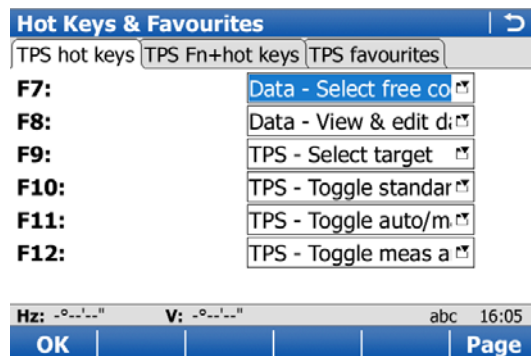 Hot Keys & Favourites
TPS hot keys TPS Fn+hot keys TPS favourites
F7: Data - Select free co
F8: Data - View & edit da
F9: TPS - Select target
F10: TPS - Toggle standar
F11: TPS - Toggle auto/m
F12: TPS - Toggle meas a
Hz: -°--'--" V: -°--'--" abc 16:05
OK Page